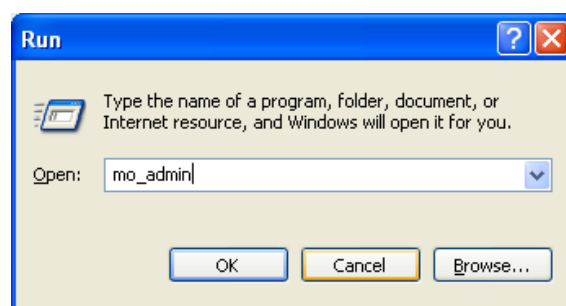 Run
Type the name of a program, folder, document, or
Internet resource, and Windows will open it for you.
Open: mo_admin
OK Cancel Browse...